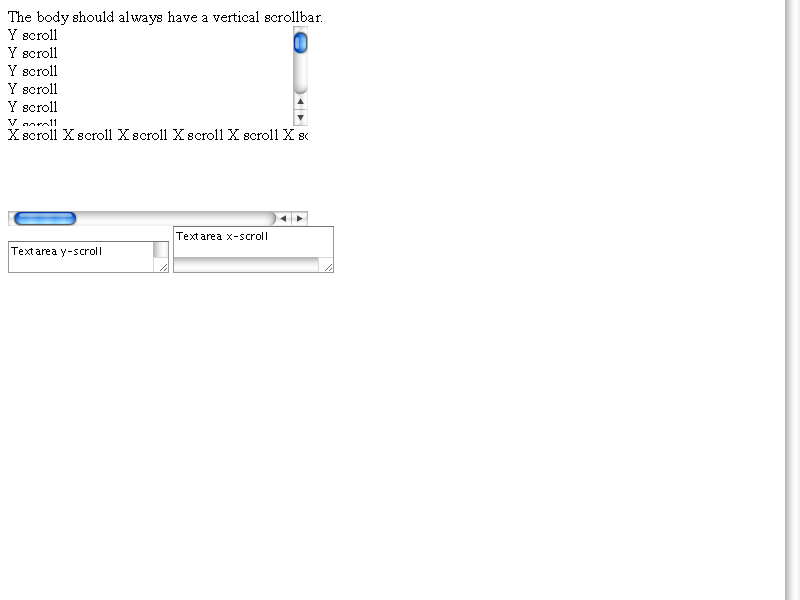 The body should always have a vertical scrollbar.
Y scroll
Y scroll
Y scroll
Y scroll
Y scroll
Y scroll
X scroll X scroll X scroll X scroll X scroll X sc
Textarea x-scroll
Textarea y-scroll